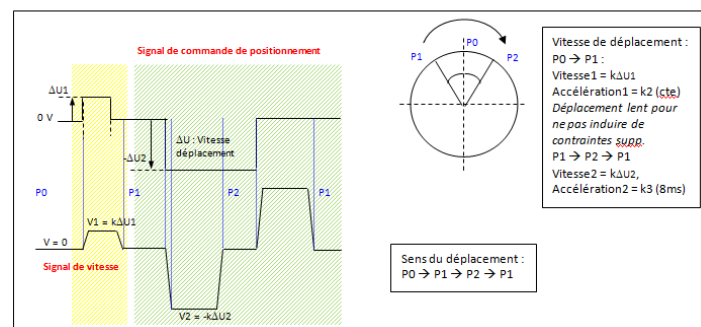 Signal de commande de positionnement
ΔU1
0 V
ΔU : Vitesse
déplacement
-ΔU2
P0
P1
P2
P1
V1 = kΔU1
V = 0
Signal de vitesse
V2 = -kΔU2
P1
P0
P2
Vitesse de déplacement :
P0 → P1 :
Vitesse1 = kΔU1
Accélération1 = k2 (cte)
Déplacement lent pour
ne pas induire de
contraintes supp.
P1 → P2 → P1
Vitesse2 = kΔU2,
Accélération2 = k3 (8ms)
Sens du déplacement :
P0 → P1 → P2 → P1